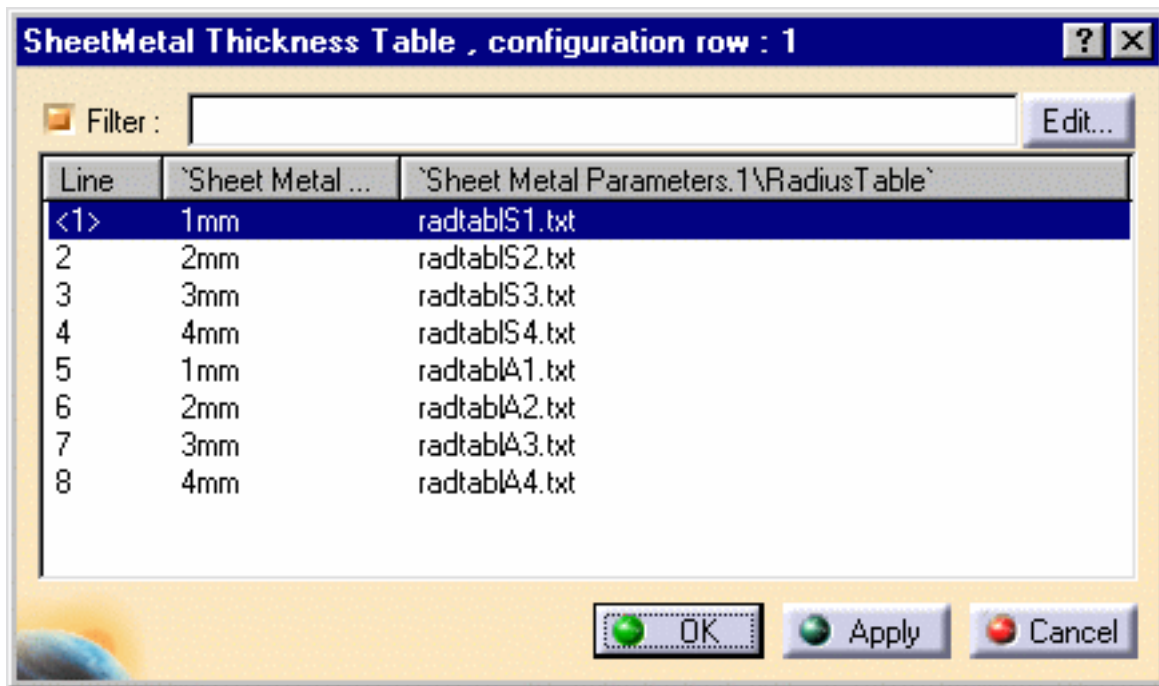 SheetMetal Thickness Table , configuration row : 1
Filter : Edit...
Line `Sheet Metal ... `Sheet Metal Parameters.1\RadiusTable`
<1> 1mm radtablS1.txt
2 2mm radtablS2.txt
3 3mm radtablS3.txt
4 4mm radtablS4.txt
5 1mm radtablA1.txt
6 2mm radtablA2.txt
7 3mm radtablA3.txt
8 4mm radtablA4.txt
OK Apply Cancel